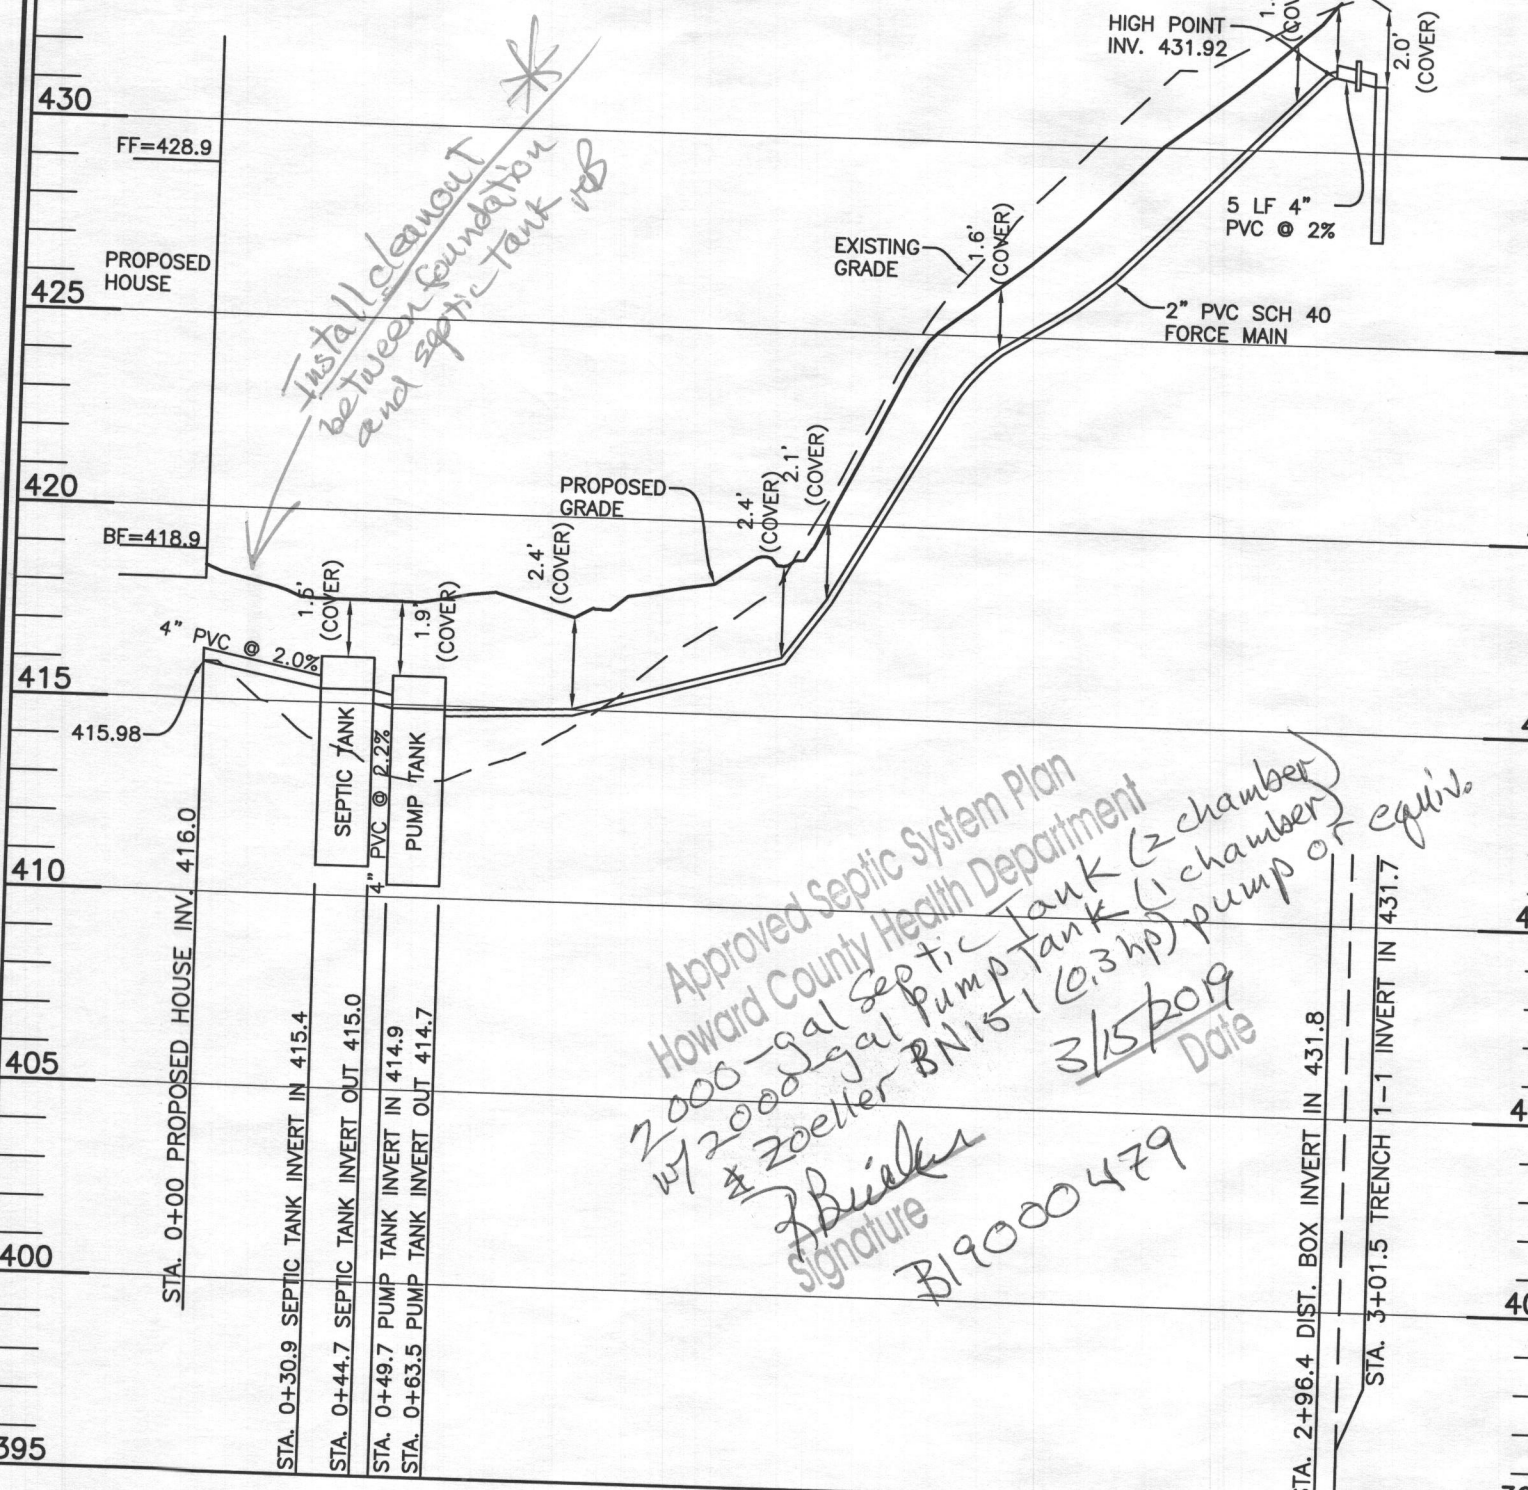 HIGH POINT
INV. 431.92
2.0'
(COVER)
430
FF=428.9
Install cleanout
between foundation
and septic tank
5 LF 4"
PVC @ 2%
EXISTING
GRADE
1.6'
(COVER)
PROPOSED
HOUSE
425
2" PVC SCH 40
FORCE MAIN
420
PROPOSED
GRADE
2.4'
(COVER)
2.1'
(COVER)
BF=418.9
2.4'
(COVER)
1.5'
(COVER)
1.9'
(COVER)
4" PVC @ 2.0%
415
415.98
SEPTIC TANK
4" PVC @ 2.2%
PUMP TANK
410
Approved Septic System Plan
Howard County Health Department
2000-gal septic Tank (2 chamber)
w/ 2000-gal pump Tank (1 chamber)
& Zoeller BN151 (0.3 hp) pump or equiv.
3/15/2019
Date
Signature
B19000479
405
400
395
STA. 0+00 PROPOSED HOUSE INV. 416.0
STA. 0+30.9 SEPTIC TANK INVERT IN 415.4
STA. 0+44.7 SEPTIC TANK INVERT OUT 415.0
STA. 0+49.7 PUMP TANK INVERT IN 414.9
STA. 0+63.5 PUMP TANK INVERT OUT 414.7
STA. 2+96.4 DIST. BOX INVERT IN 431.8
STA. 3+01.5 TRENCH 1-1 INVERT IN 431.7